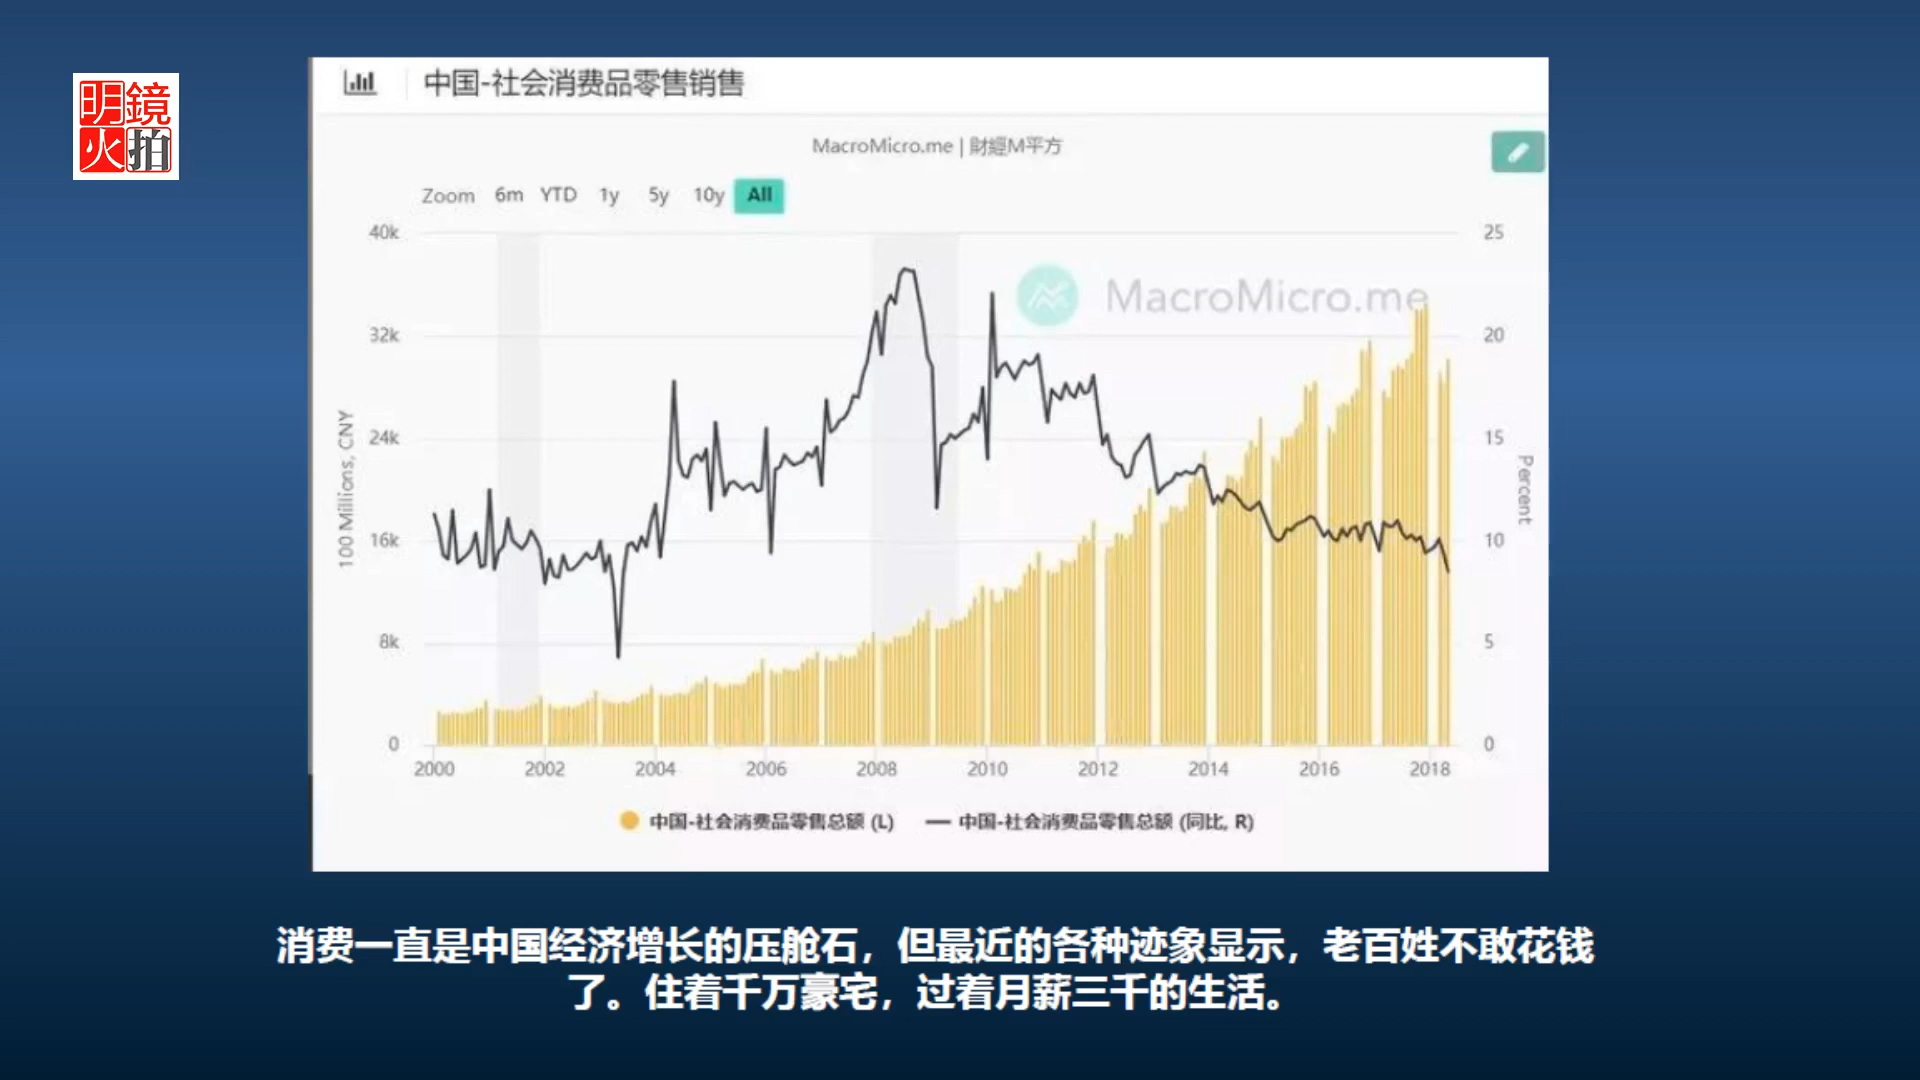 明鏡
火拍
中国-社会消费品零售销售
MacroMicro.me | 財經M平方
Zoom 6m YTD 1y 5y 10y All
40k 25
MacroMicro.me
32k 20
24k 15
100 Millions, CNY
Percent
16k 10
8k 5
0 0
2000 2002 2004 2006 2008 2010 2012 2014 2016 2018
中国-社会消费品零售总额 (L) 中国-社会消费品零售总额 (同比, R)
消费一直是中国经济增长的压舱石，但最近的各种迹象显示，老百姓不敢花钱
了。住着千万豪宅，过着月薪三千的生活。